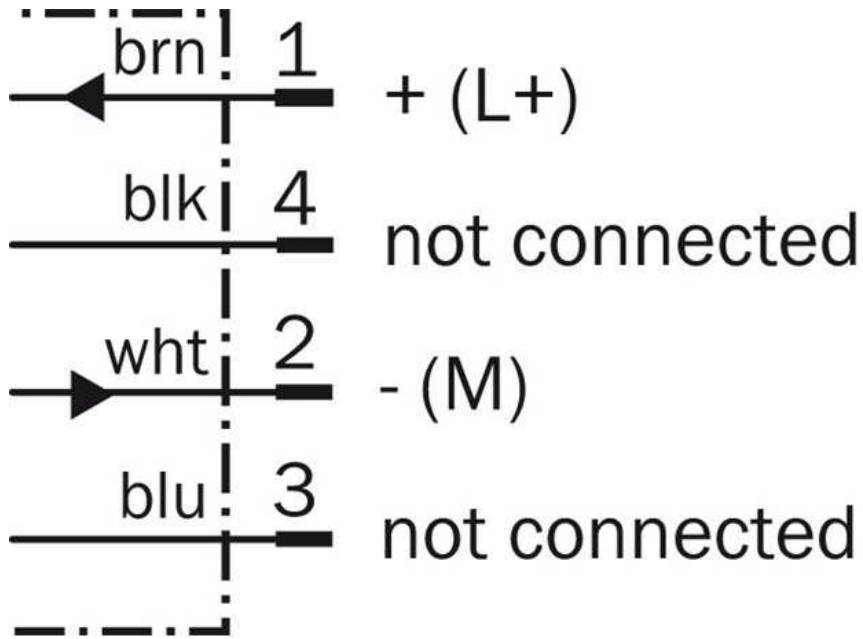 brn 1 + (L+)
blk 4 not connected
wht 2 - (M)
blu 3 not connected